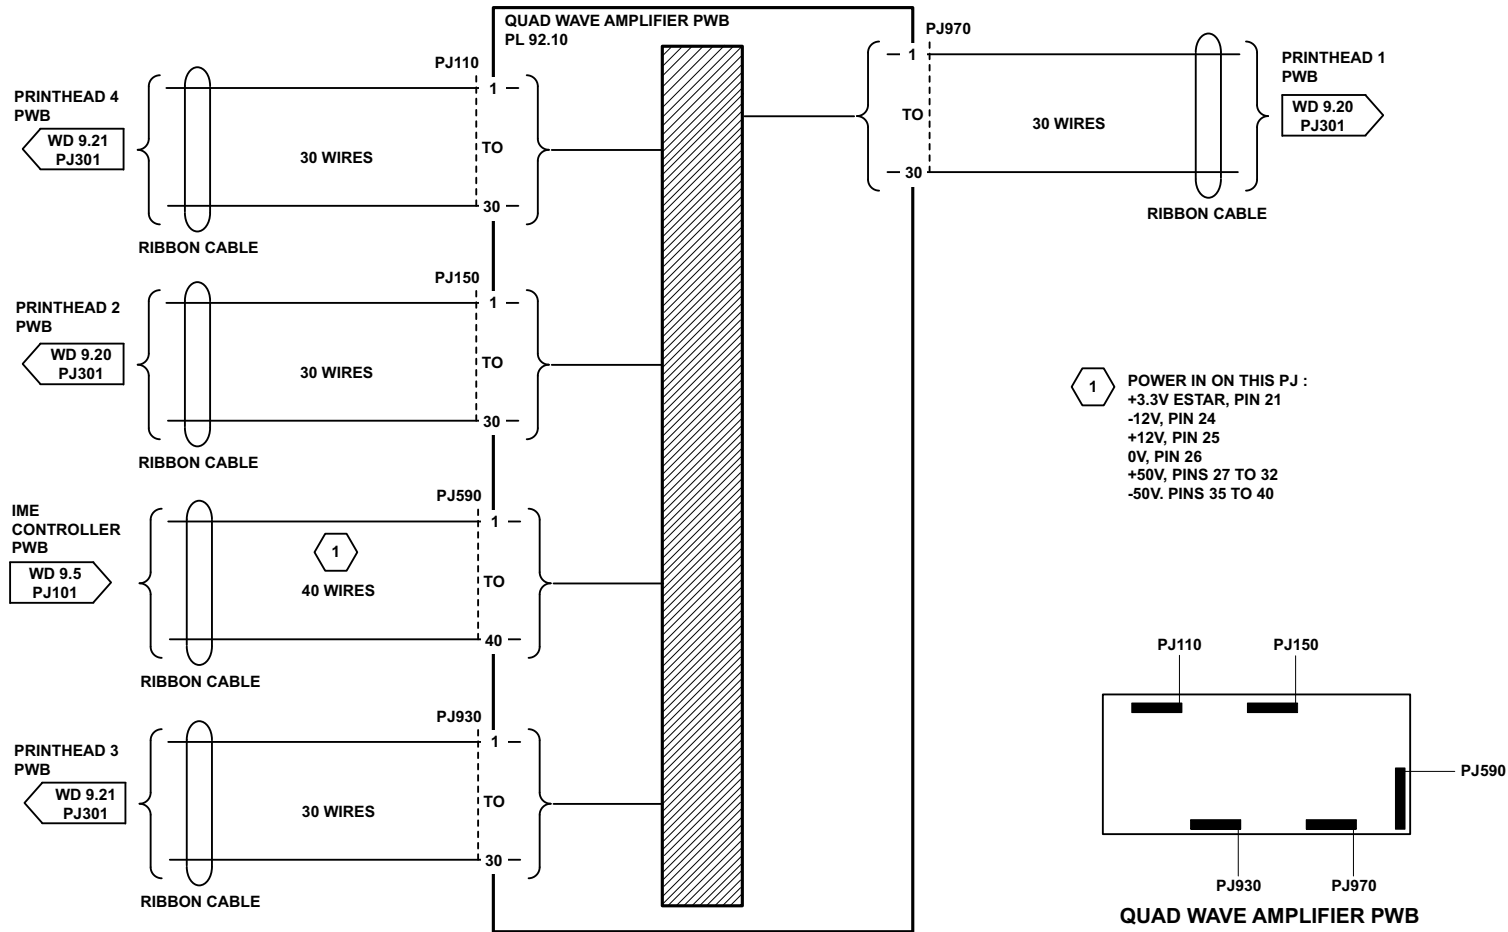 QUAD WAVE AMPLIFIER PWB
PL 92.10
PJ110
1
TO
30
PRINTHEAD 4
PWB
WD 9.21
PJ301
30 WIRES
RIBBON CABLE
PJ150
1
TO
30
PRINTHEAD 2
PWB
WD 9.20
PJ301
30 WIRES
RIBBON CABLE
PJ590
1
TO
40
IME
CONTROLLER
PWB
WD 9.5
PJ101
1
40 WIRES
RIBBON CABLE
PJ930
1
TO
30
PRINTHEAD 3
PWB
WD 9.21
PJ301
30 WIRES
RIBBON CABLE
PJ970
1
TO
30
30 WIRES
RIBBON CABLE
PRINTHEAD 1
PWB
WD 9.20
PJ301
1
POWER IN ON THIS PJ :
+3.3V ESTAR, PIN 21
-12V, PIN 24
+12V, PIN 25
0V, PIN 26
+50V, PINS 27 TO 32
-50V. PINS 35 TO 40
PJ110
PJ150
PJ590
PJ930
PJ970
QUAD WAVE AMPLIFIER PWB